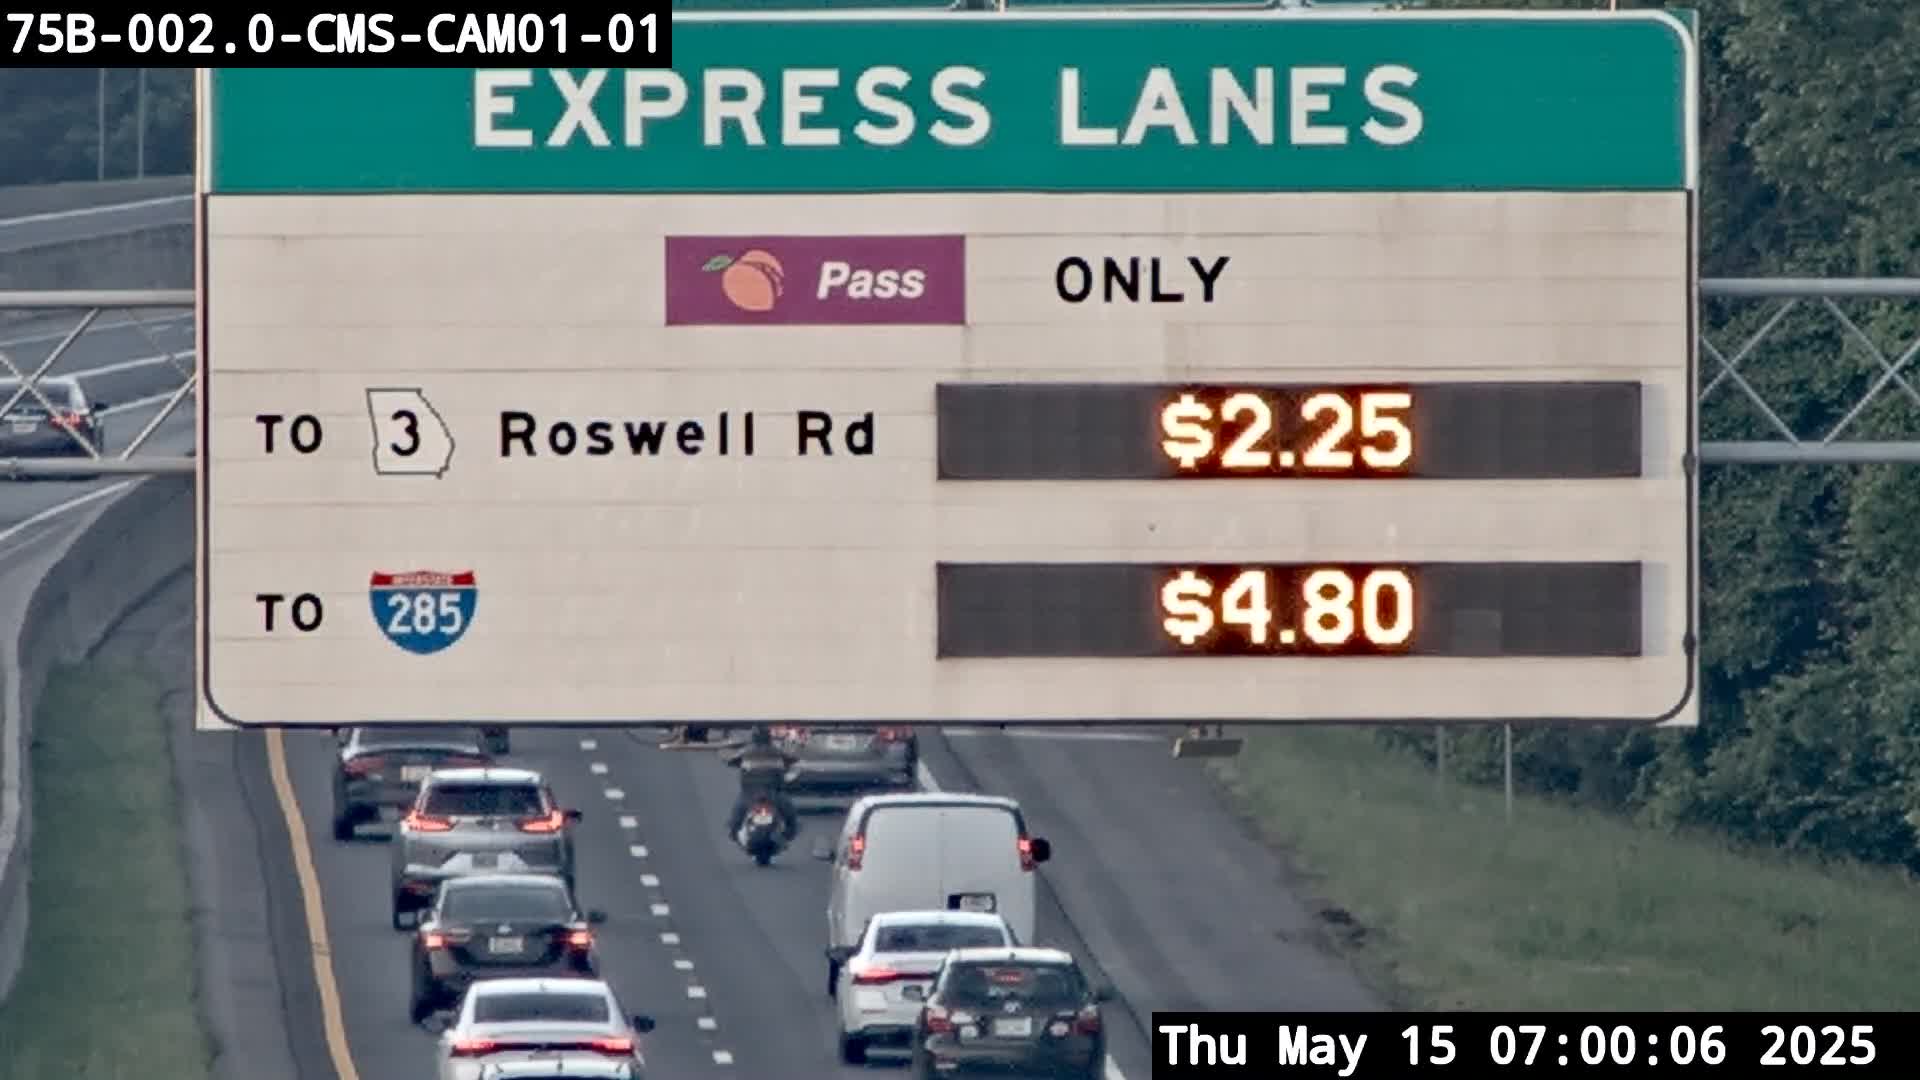 75B-002.0-CMS-CAM01-01
EXPRESS LANES
Pass ONLY
TO 3 Roswell Rd $2.25
TO INTERSTATE 285 $4.80
Thu May 15 07:00:06 2025